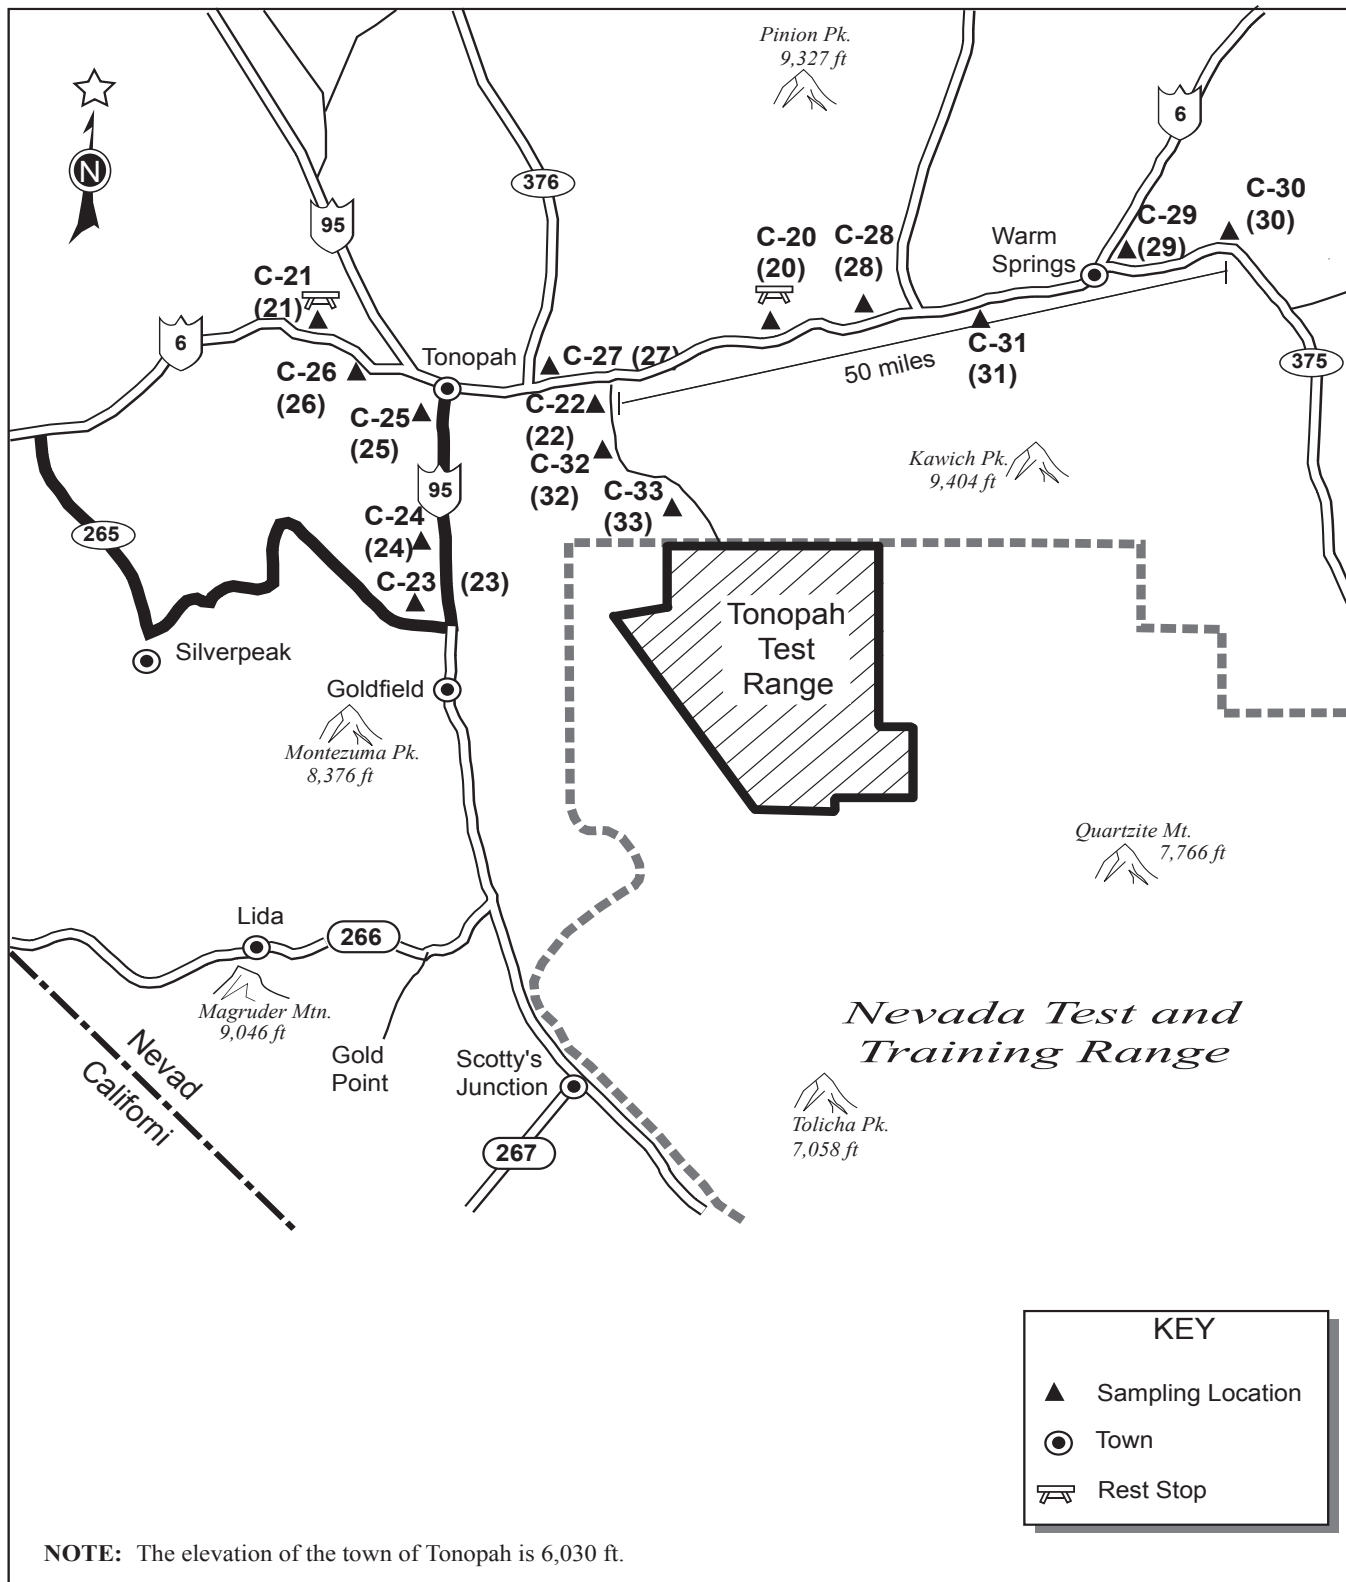 Pinion Pk.
9,327 ft
N
6
376
95
C-30
(30)
C-29
(29)
C-20
(20)
C-28
(28)
Warm
Springs
C-21
(21)
6
Tonopah
C-27 (27)
C-31
(31)
375
50 miles
C-26
(26)
C-25
(25)
C-22
(22)
C-32
(32)
Kawich Pk.
9,404 ft
95
C-33
(33)
265
C-24
(24)
C-23 (23)
Tonopah
Test
Range
Silverpeak
Goldfield
Montezuma Pk.
8,376 ft
Quartzite Mt.
7,766 ft
Lida
266
Magruder Mtn.
9,046 ft
Nevada Test and
Training Range
Nevad
Californi
Gold
Point
Scotty's
Junction
Tolicha Pk.
7,058 ft
267
KEY
Sampling Location
Town
Rest Stop
NOTE: The elevation of the town of Tonopah is 6,030 ft.